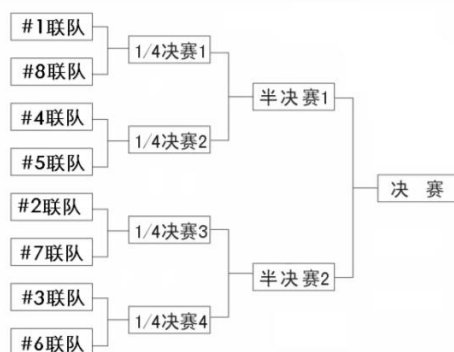 #1联队
#8联队
1/4决赛1
#4联队
#5联队
1/4决赛2
半决赛1
#2联队
#7联队
1/4决赛3
#3联队
#6联队
1/4决赛4
半决赛2
决 赛